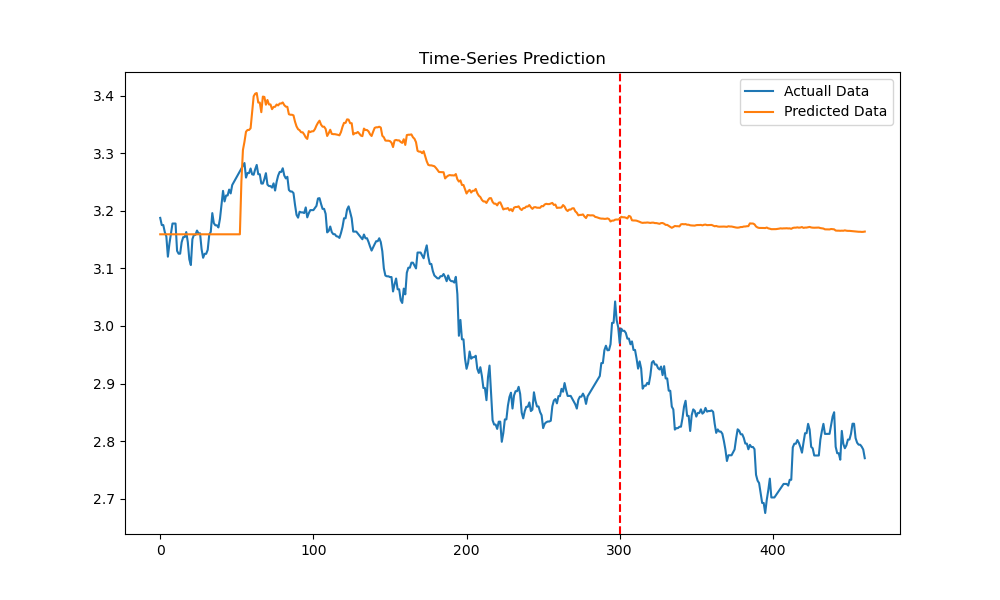 Time-Series Prediction
Actuall Data
Predicted Data
3.4
3.3
3.2
3.1
3.0
2.9
2.8
2.7
0 100 200 300 400